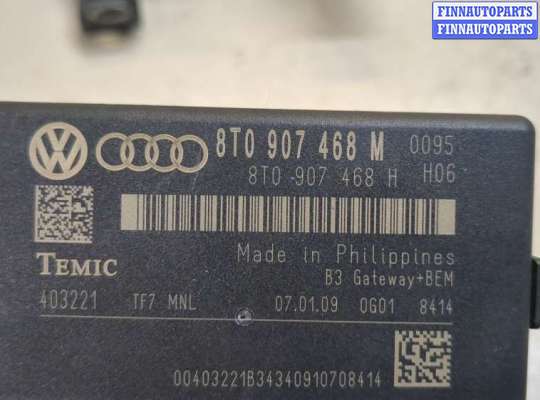 FINNAUTOPARTS
FINNAUTOPARTS
8T0 907 468 M 0095
8T0 907 468 H H06
Made in Philippines
TEMIC
B3 Gateway+BEM
403221 TF7 MNL 07.01.09 0G01 8414
00403221B34340910708414